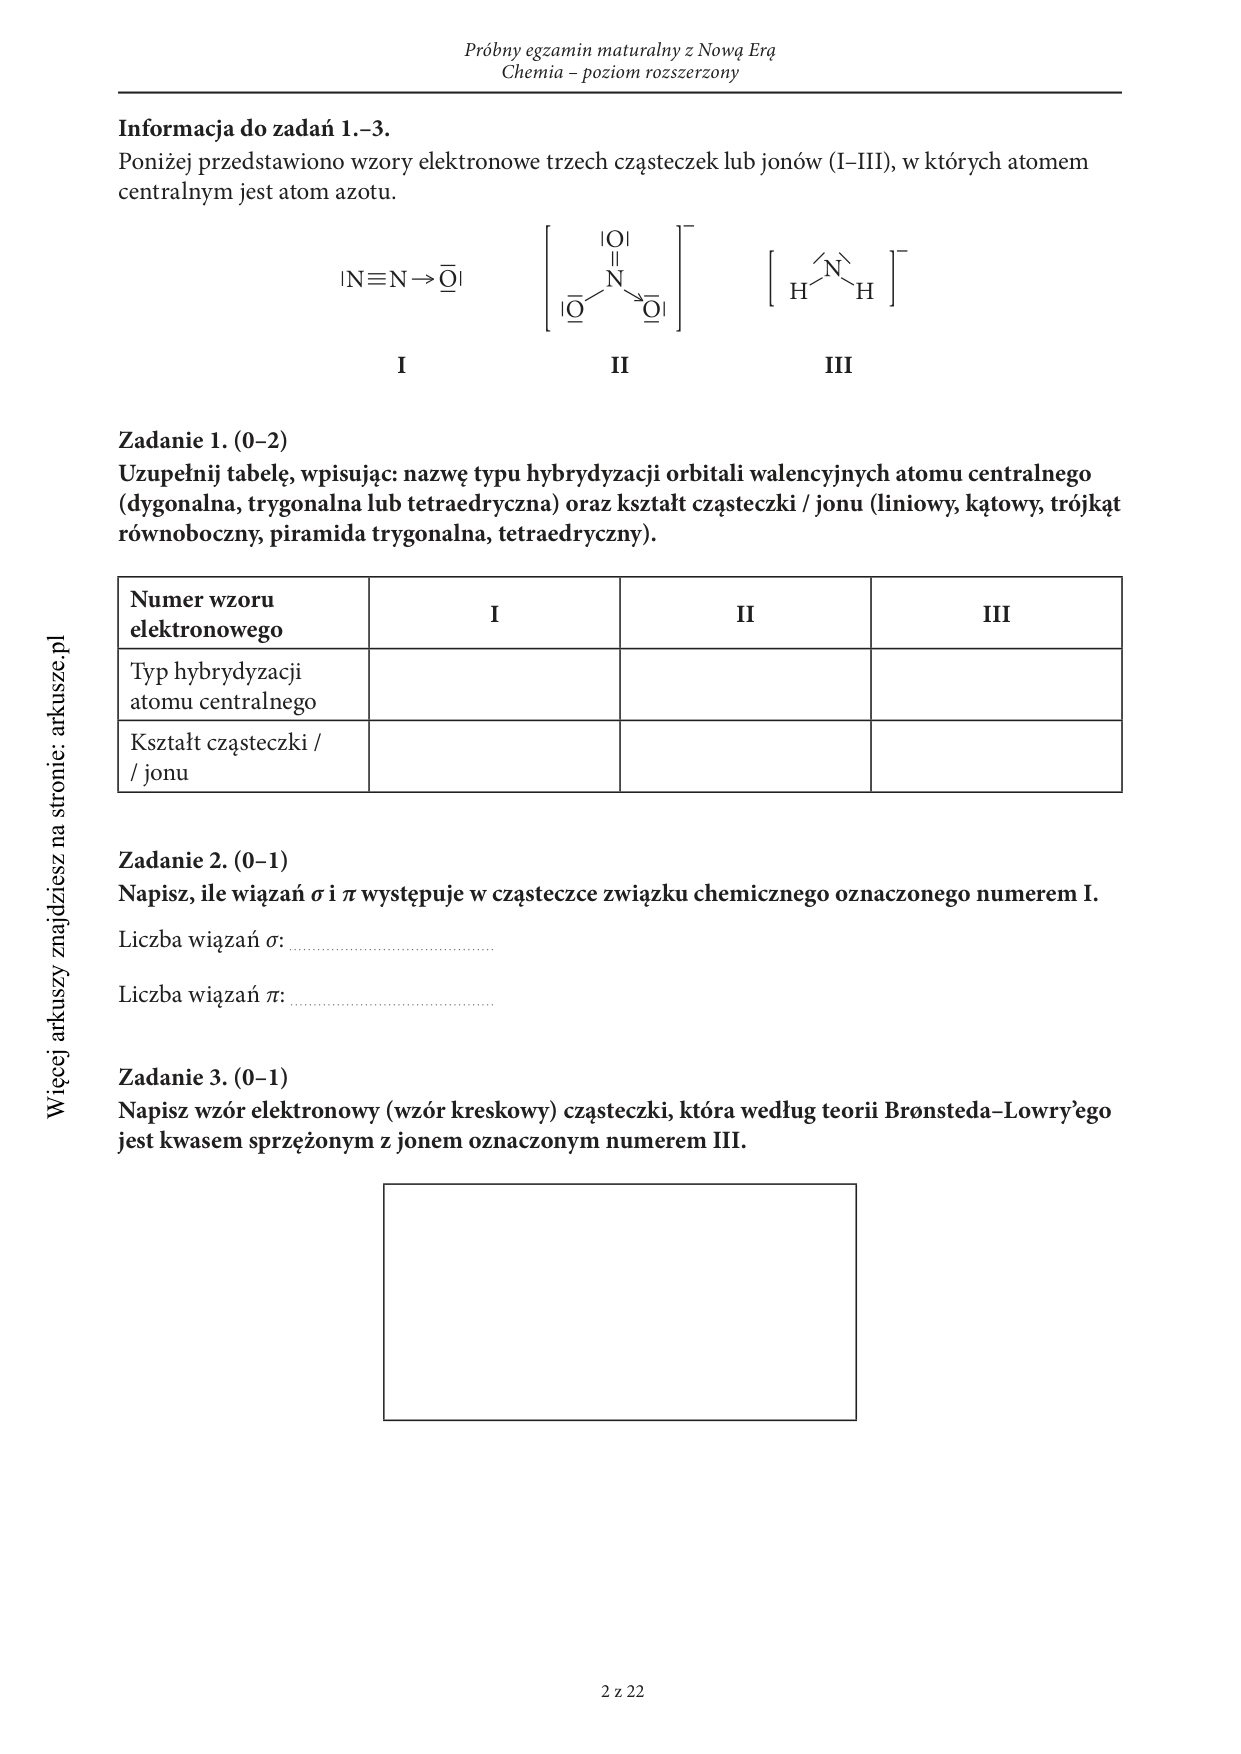 Próbny egzamin maturalny z Nową Erą
Chemia – poziom rozszerzony
Informacja do zadań 1.–3.
Poniżej przedstawiono wzory elektronowe trzech cząsteczek lub jonów (I–III), w których atomem
centralnym jest atom azotu.
|N≡N→O| [O N O O]⁻ [H N H]⁻
I II III
Zadanie 1. (0–2)
Uzupełnij tabelę, wpisując: nazwę typu hybrydyzacji orbitali walencyjnych atomu centralnego
(dygonalna, trygonalna lub tetraedryczna) oraz kształt cząsteczki / jonu (liniowy, kątowy, trójkąt
równoboczny, piramida trygonalna, tetraedryczny).
Numer wzoru
elektronowego
I II III
Typ hybrydyzacji
atomu centralnego
Kształt cząsteczki /
/ jonu
Zadanie 2. (0–1)
Napisz, ile wiązań σ i π występuje w cząsteczce związku chemicznego oznaczonego numerem I.
Liczba wiązań σ:
Liczba wiązań π:
Zadanie 3. (0–1)
Napisz wzór elektronowy (wzór kreskowy) cząsteczki, która według teorii Brønsteda–Lowry’ego
jest kwasem sprzężonym z jonem oznaczonym numerem III.
2 z 22
Więcej arkuszy znajdziesz na stronie: arkusze.pl